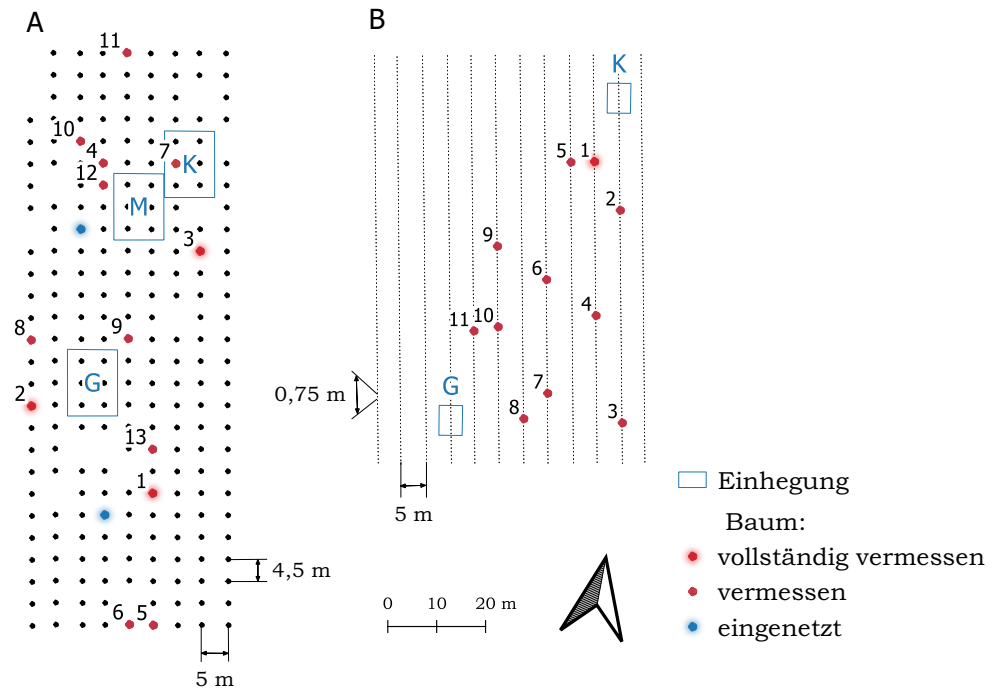 A
11
10
4
7
K
12
M
3
8
9
G
2
13
1
4,5 m
6
5
5 m
B
K
5
1
2
9
6
4
11
10
0,75 m
G
7
8
3
5 m
Einhegung
Baum:
vollständig vermessen
vermessen
eingenetzt
0 10 20 m